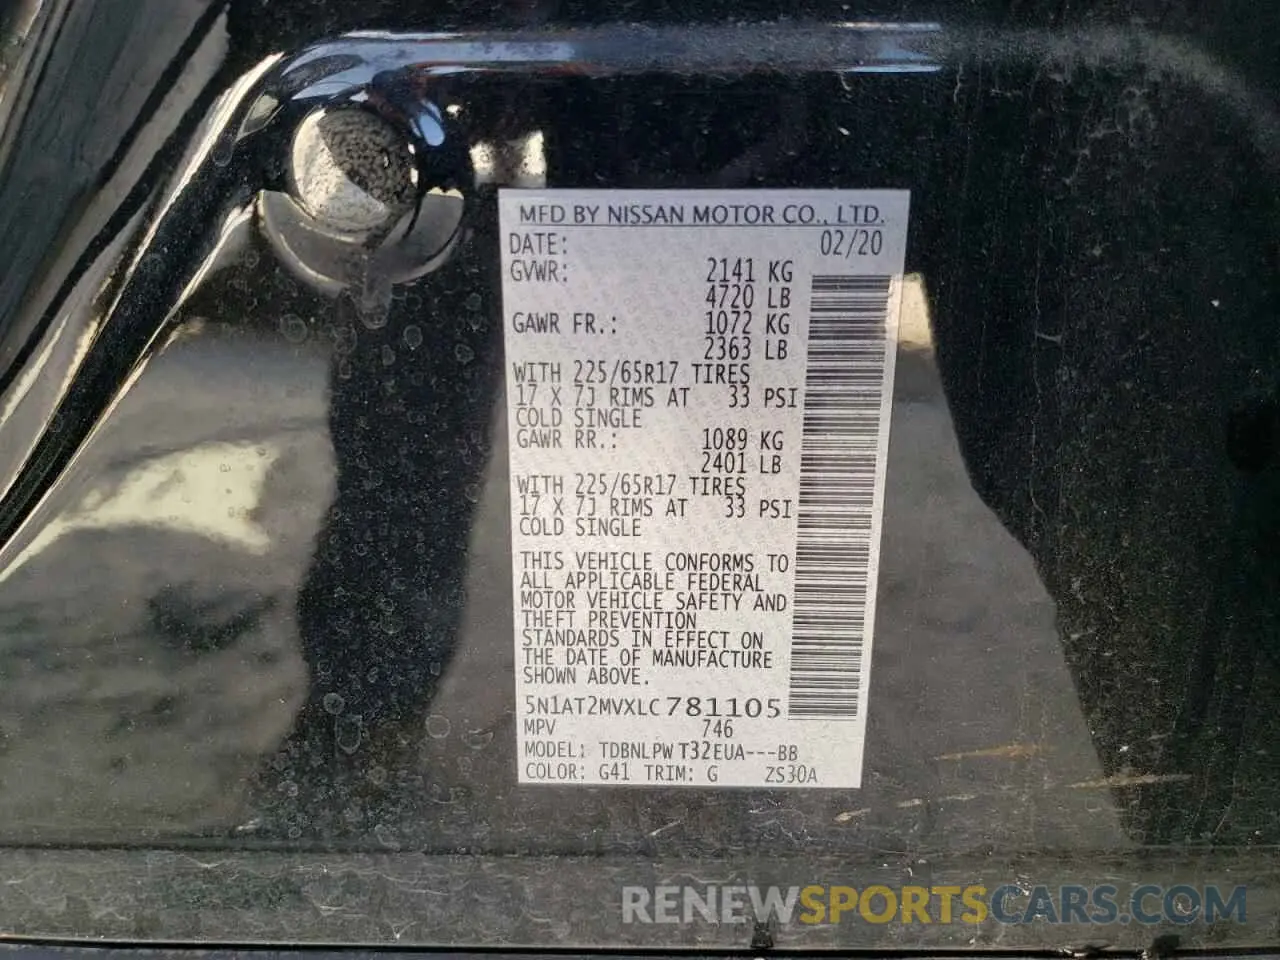 MFD BY NISSAN MOTOR CO., LTD.
DATE: 02/20
GVWR: 2141 KG
4720 LB
GAWR FR.: 1072 KG
2363 LB
WITH 225/65R17 TIRES
17 X 7J RIMS AT 33 PSI
COLD SINGLE
GAWR RR.: 1089 KG
2401 LB
WITH 225/65R17 TIRES
17 X 7J RIMS AT 33 PSI
COLD SINGLE
THIS VEHICLE CONFORMS TO
ALL APPLICABLE FEDERAL
MOTOR VEHICLE SAFETY AND
THEFT PREVENTION
STANDARDS IN EFFECT ON
THE DATE OF MANUFACTURE
SHOWN ABOVE.
5N1AT2MVXLC781105
MPV 746
MODEL: TDBNLPW T32EUA---BB
COLOR: G41 TRIM: G ZS30A
RENEWSPORTSCARS.COM